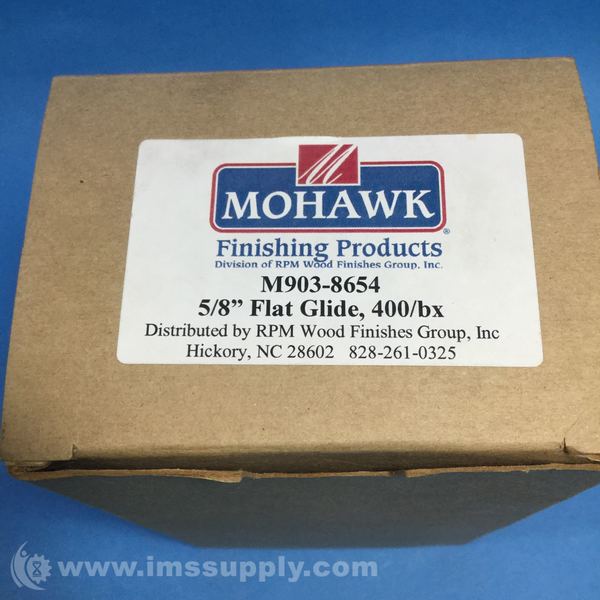 M
MOHAWK®
Finishing Products
Division of RPM Wood Finishes Group, Inc.
M903-8654
5/8” Flat Glide, 400/bx
Distributed by RPM Wood Finishes Group, Inc
Hickory, NC 28602 828-261-0325
www.imssupply.com